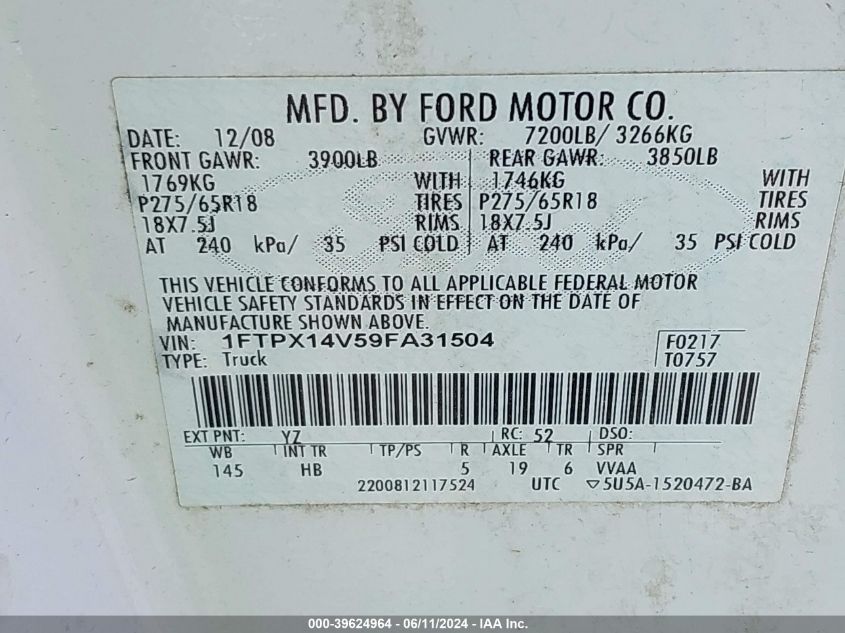 MFD. BY FORD MOTOR CO.
DATE: 12/08 GVWR: 7200LB/ 3266KG
FRONT GAWR: 3900LB REAR GAWR: 3850LB
1769KG WITH 1746KG WITH
P275/65R18 TIRES P275/65R18 TIRES
18X7.5J RIMS 18X7.5J RIMS
AT 240 kPa/ 35 PSI COLD AT 240 kPa/ 35 PSI COLD
THIS VEHICLE CONFORMS TO ALL APPLICABLE FEDERAL MOTOR
VEHICLE SAFETY STANDARDS IN EFFECT ON THE DATE OF
MANUFACTURE SHOWN ABOVE.
VIN: 1FTPX14V59FA31504 F0217
TYPE: Truck T0757
EXT PNT: YZ RC: 52 DSO:
WB INT TR TP/PS R AXLE TR SPR
145 HB 5 19 6 VVAA
2200812117524 UTC ▽5U5A-1520472-BA
000-39624964 - 06/11/2024 - IAA Inc.